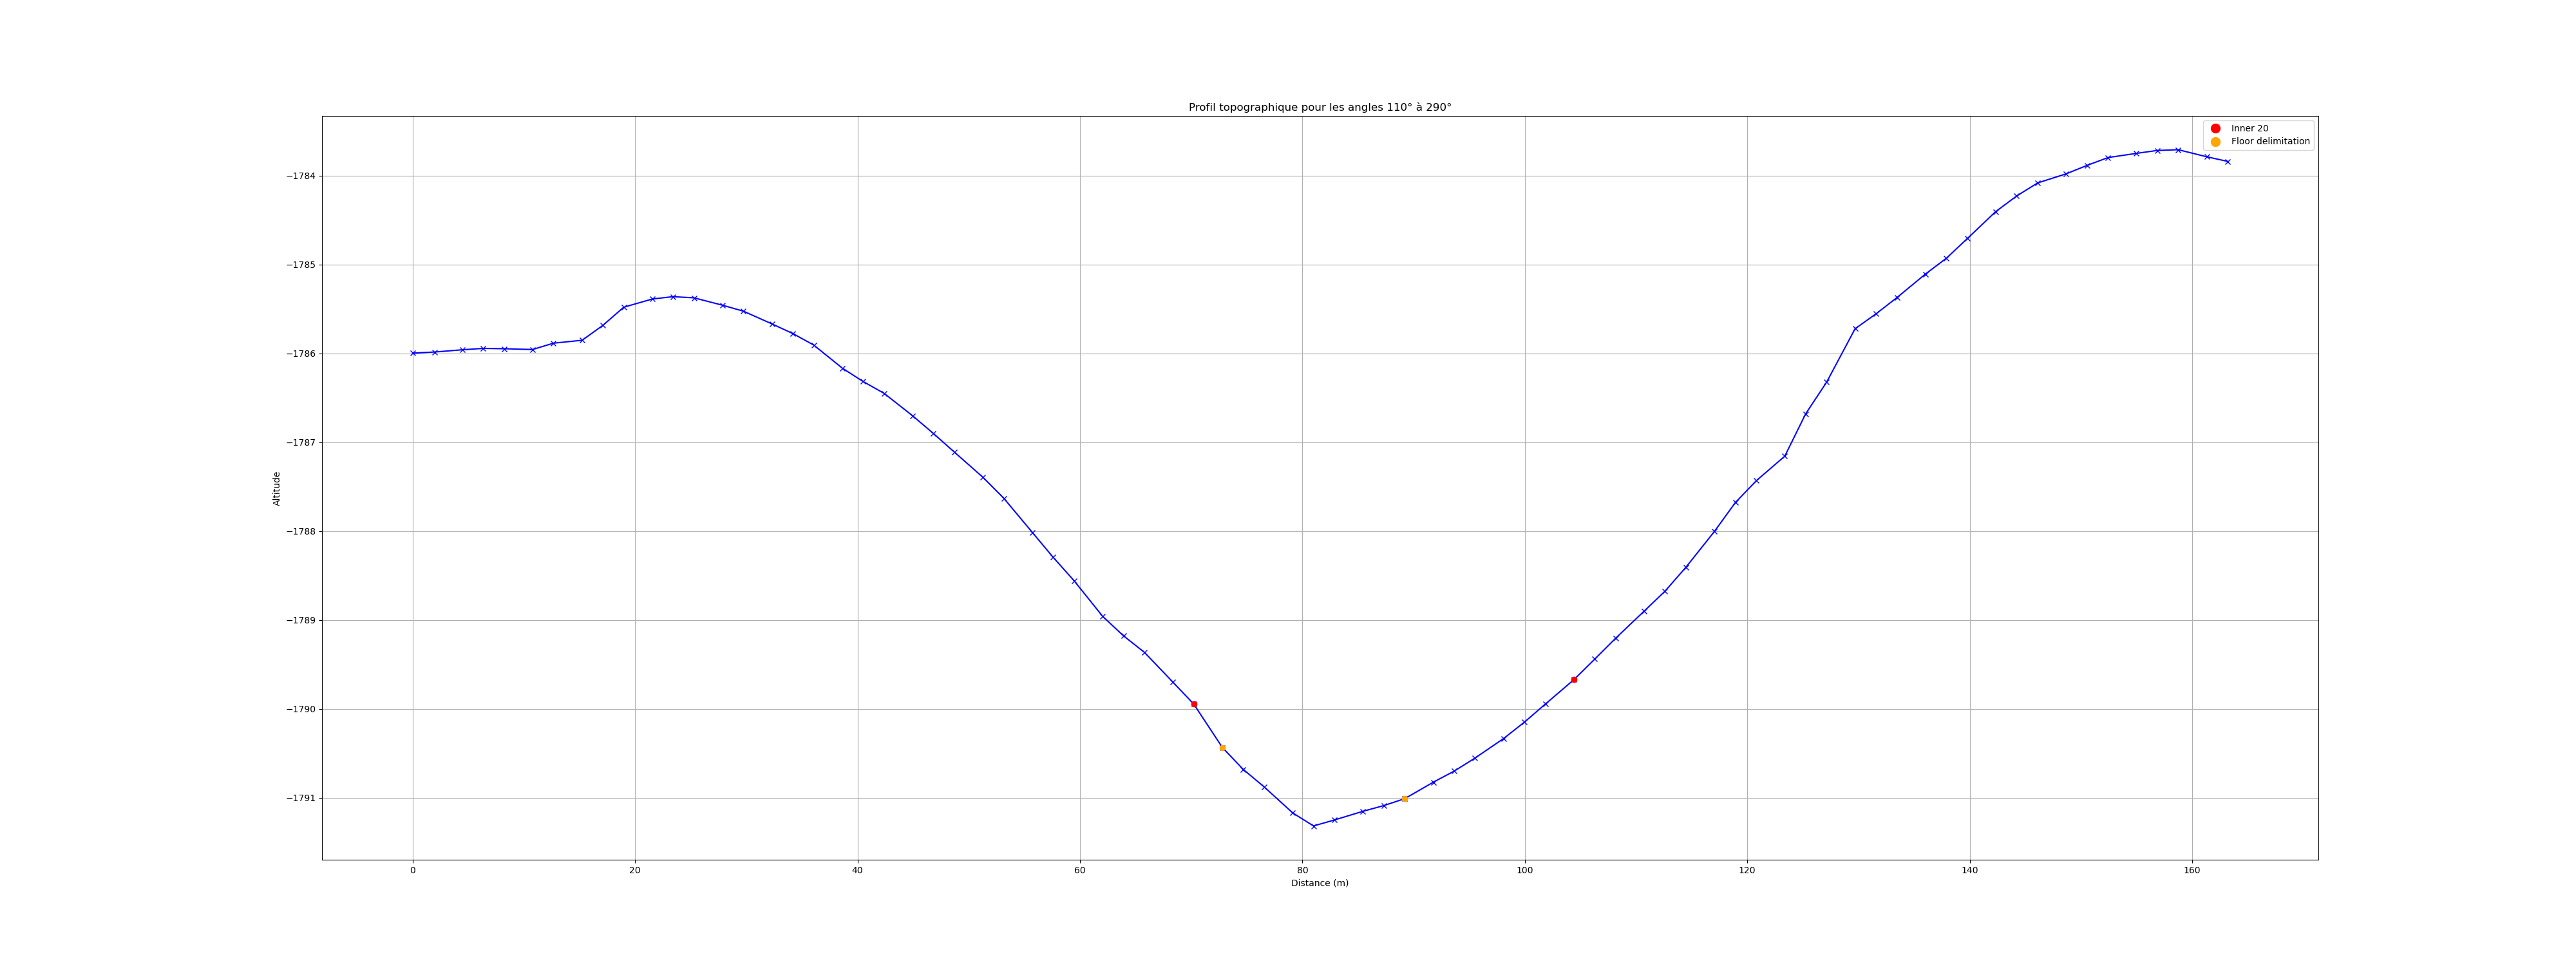 Profil topographique pour les angles 110° à 290°
Inner 20
Floor delimitation
−1784
−1785
−1786
−1787
−1788
−1789
−1790
−1791
Altitude
0 20 40 60 80 100 120 140 160
Distance (m)